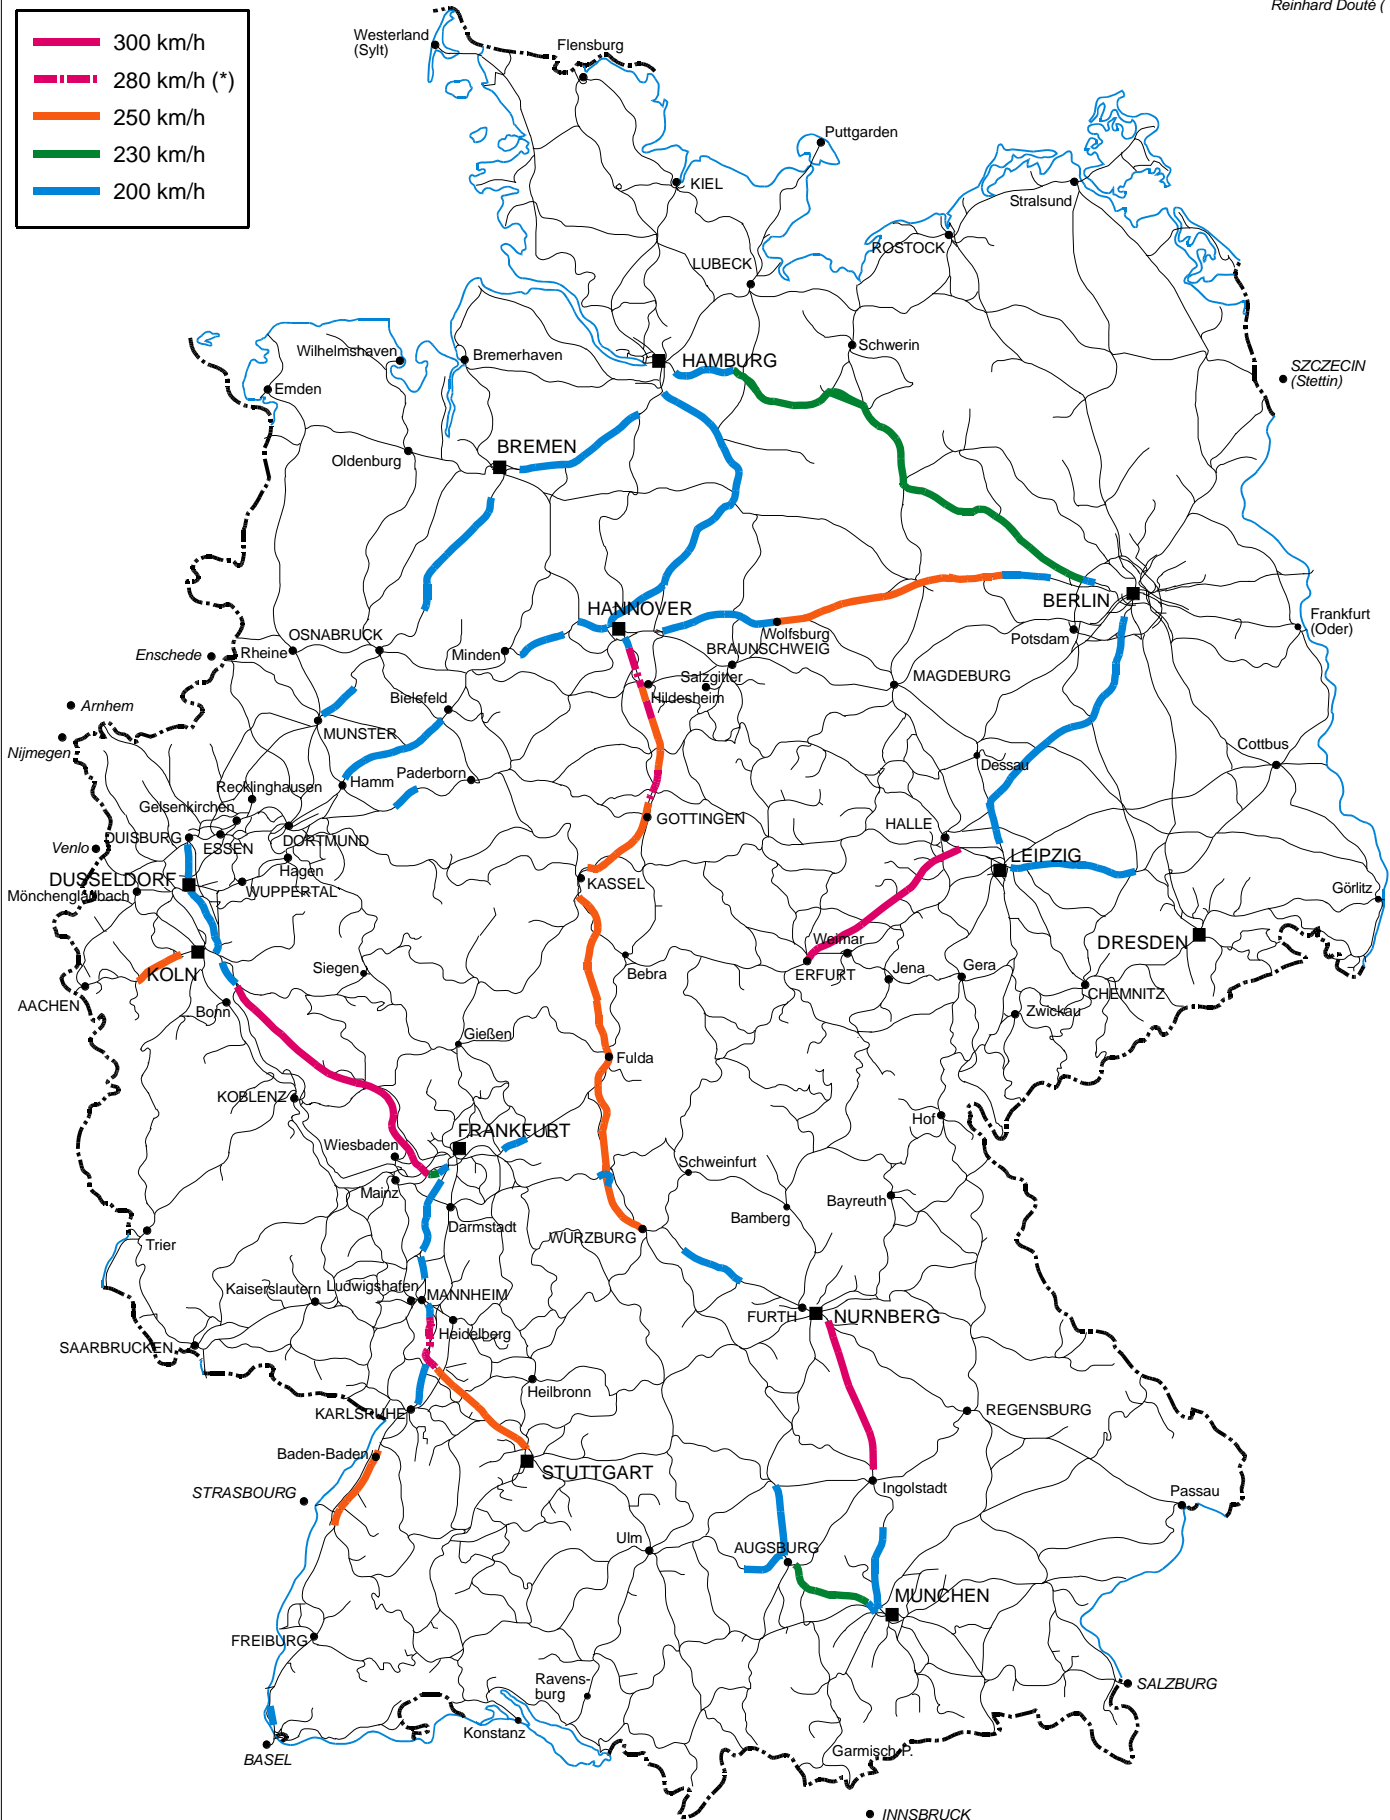 Reinhard Douté (
300 km/h
280 km/h (*)
250 km/h
230 km/h
200 km/h
Westerland
(Sylt)
Flensburg
Puttgarden
KIEL
Stralsund
ROSTOCK
LUBECK
Wilhelmshaven
Bremerhaven
HAMBURG
Schwerin
SZCZECIN
(Stettin)
Emden
BREMEN
Oldenburg
HANNOVER
BERLIN
Frankfurt
(Oder)
Wolfsburg
Potsdam
OSNABRUCK
Enschede
Rheine
Minden
BRAUNSCHWEIG
Salzgitter
MAGDEBURG
Hildesheim
Bielefeld
Arnhem
MUNSTER
Nijmegen
Cottbus
Dessau
Paderborn
Hamm
Recklinghausen
Gelsenkirchen
GOTTINGEN
HALLE
DUISBURG
ESSEN
DORTMUND
Venlo
LEIPZIG
Hagen
DUSSELDORF
WUPPERTAL
KASSEL
Mönchengladbach
Görlitz
Weimar
DRESDEN
KOLN
Siegen
Bebra
ERFURT
Jena
Gera
AACHEN
CHEMNITZ
Bonn
Zwickau
Gießen
Fulda
KOBLENZ
Hof
FRANKFURT
Wiesbaden
Schweinfurt
Mainz
Bayreuth
Bamberg
Darmstadt
WURZBURG
Trier
Kaiserslautern
Ludwigshafen
MANNHEIM
FURTH
NURNBERG
Heidelberg
SAARBRUCKEN
Heilbronn
KARLSRUHE
REGENSBURG
Baden-Baden
STUTTGART
STRASBOURG
Ingolstadt
Passau
Ulm
AUGSBURG
MUNCHEN
FREIBURG
Ravens-
burg
SALZBURG
Konstanz
BASEL
Garmisch P.
INNSBRUCK